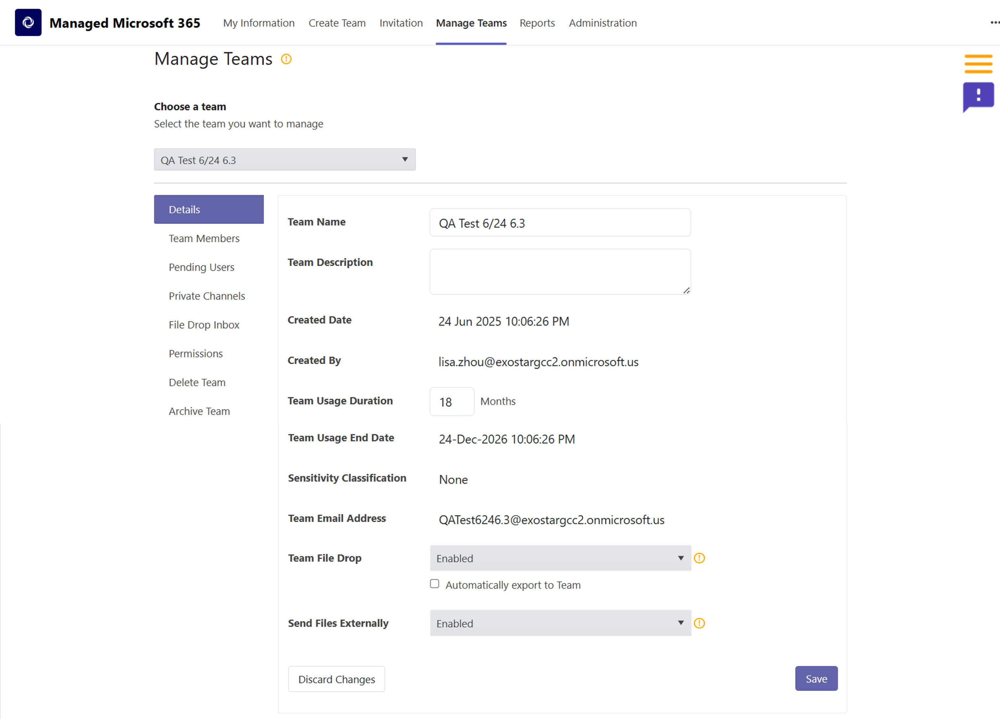 Managed Microsoft 365 My Information Create Team Invitation Manage Teams Reports Administration
Manage Teams
Choose a team
Select the team you want to manage
QA Test 6/24 6.3
Details
Team Members
Pending Users
Private Channels
File Drop Inbox
Permissions
Delete Team
Archive Team
Team Name QA Test 6/24 6.3
Team Description
Created Date 24 Jun 2025 10:06:26 PM
Created By lisa.zhou@exostargcc2.onmicrosoft.us
Team Usage Duration 18 Months
Team Usage End Date 24-Dec-2026 10:06:26 PM
Sensitivity Classification None
Team Email Address QATest6246.3@exostargcc2.onmicrosoft.us
Team File Drop Enabled
Automatically export to Team
Send Files Externally Enabled
Discard Changes Save